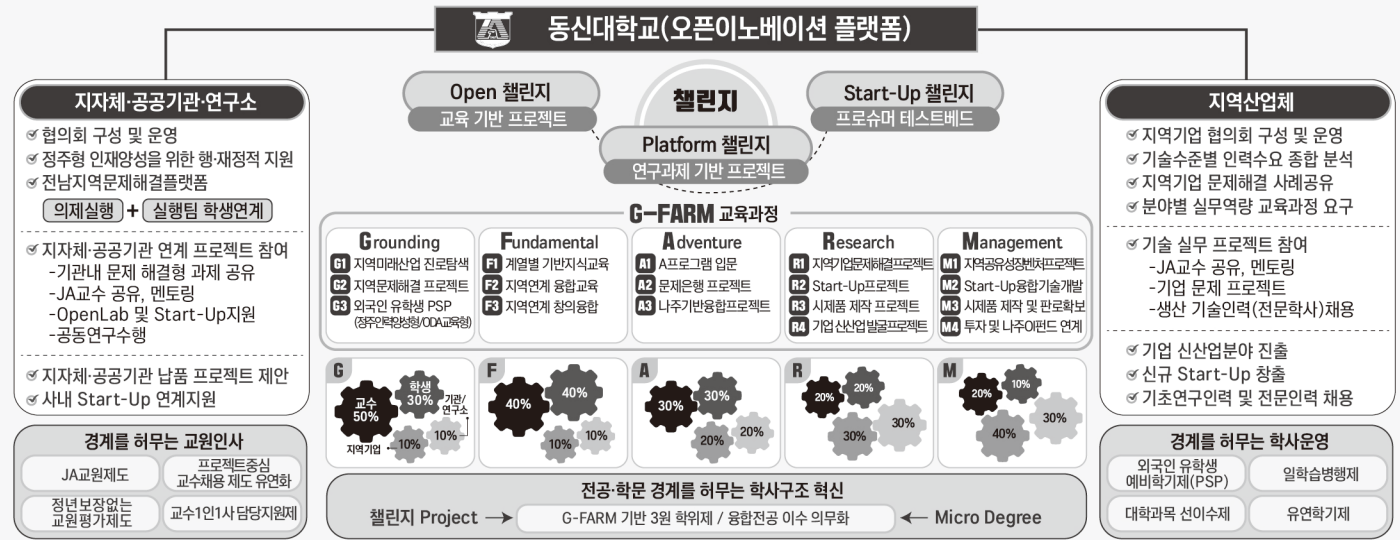 동신대학교(오픈이노베이션 플랫폼)
지자체·공공기관·연구소
협의회 구성 및 운영
정주형 인재양성을 위한 행·재정적 지원
전남지역문제해결플랫폼
의제실행 + 실행팀 학생연계
지자체·공공기관 연계 프로젝트 참여
-기관내 문제 해결형 과제 공유
-JA교수 공유, 멘토링
-OpenLab 및 Start-Up지원
-공동연구수행
지자체·공공기관 납품 프로젝트 제안
사내 Start-Up 연계지원
경계를 허무는 교원인사
JA교원제도
프로젝트중심
교수채용 제도 유연화
정년보장없는
교원평가제도
교수1인1사 담당지원제
Open 챌린지
교육 기반 프로젝트
챌린지
Platform 챌린지
연구과제 기반 프로젝트
Start-Up 챌린지
프로슈머 테스트베드
G-FARM 교육과정
Grounding
G1 지역미래산업 진로탐색
G2 지역문제해결 프로젝트
G3 외국인 유학생 PSP
(정주인력양성형/ODA교육형)
Fundamental
F1 계열별 기반지식교육
F2 지역연계 융합교육
F3 지역연계 창의융합
Adventure
A1 A프로그램 입문
A2 문제은행 프로젝트
A3 나주기반융합프로젝트
Research
R1 지역기업문제해결프로젝트
R2 Start-Up프로젝트
R3 시제품 제작 프로젝트
R4 기업 신산업 발굴프로젝트
Management
M1 지역공유성장벤처프로젝트
M2 Start-Up융합기술개발
M3 시제품 제작 및 판로확보
M4 투자 및 나주이펀드 연계
G
교수
50%
학생
30%
기관/
연구소
10%
지역기업
10%
F
40%
40%
10%
10%
A
30%
30%
20%
20%
R
20%
20%
30%
30%
M
20%
10%
30%
40%
전공·학문 경계를 허무는 학사구조 혁신
챌린지 Project → G-FARM 기반 3원 학위제 / 융합전공 이수 의무화 ← Micro Degree
지역산업체
지역기업 협의회 구성 및 운영
기술수준별 인력수요 종합 분석
지역기업 문제해결 사례공유
분야별 실무역량 교육과정 요구
기술 실무 프로젝트 참여
-JA교수 공유, 멘토링
-기업 문제 프로젝트
-생산 기술인력(전문학사)채용
기업 신산업분야 진출
신규 Start-Up 창출
기초연구인력 및 전문인력 채용
경계를 허무는 학사운영
외국인 유학생
예비학기제(PSP)
일학습병행제
대학과목 선이수제
유연학기제